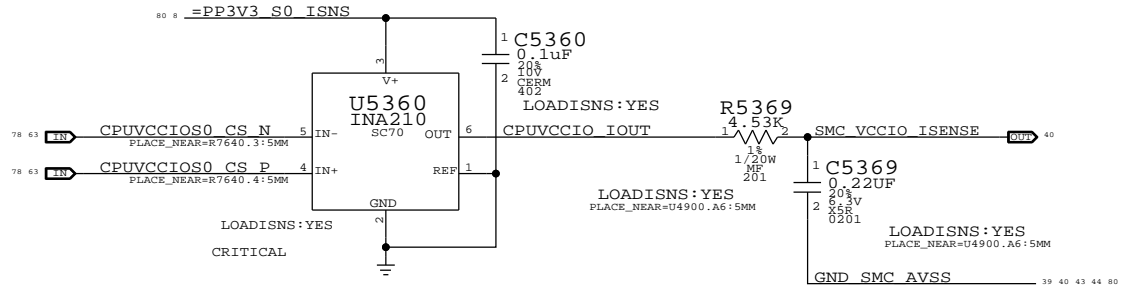 80 8 =PP3V3_S0_ISNS
1 C5360
0.1uF
20%
10V
2 CERM
402
3
V+
U5360
INA210
SC70
LOADISNS:YES
R5369
4.53K
78 63 IN CPUVCCIOS0_CS_N 5 IN- OUT 6 CPUVCCIO_IOUT 1 2 SMC_VCCIO_ISENSE OUT 40
PLACE_NEAR=R7640.3:5MM
1%
1/20W
MF
201
78 63 IN CPUVCCIOS0_CS_P 4 IN+ REF 1
PLACE_NEAR=R7640.4:5MM
1 C5369
0.22UF
20%
2 6.3V
X5R
0201
LOADISNS:YES
PLACE_NEAR=U4900.A6:5MM
GND
2
LOADISNS:YES
CRITICAL
LOADISNS:YES
PLACE_NEAR=U4900.A6:5MM
GND_SMC_AVSS 39 40 43 44 80